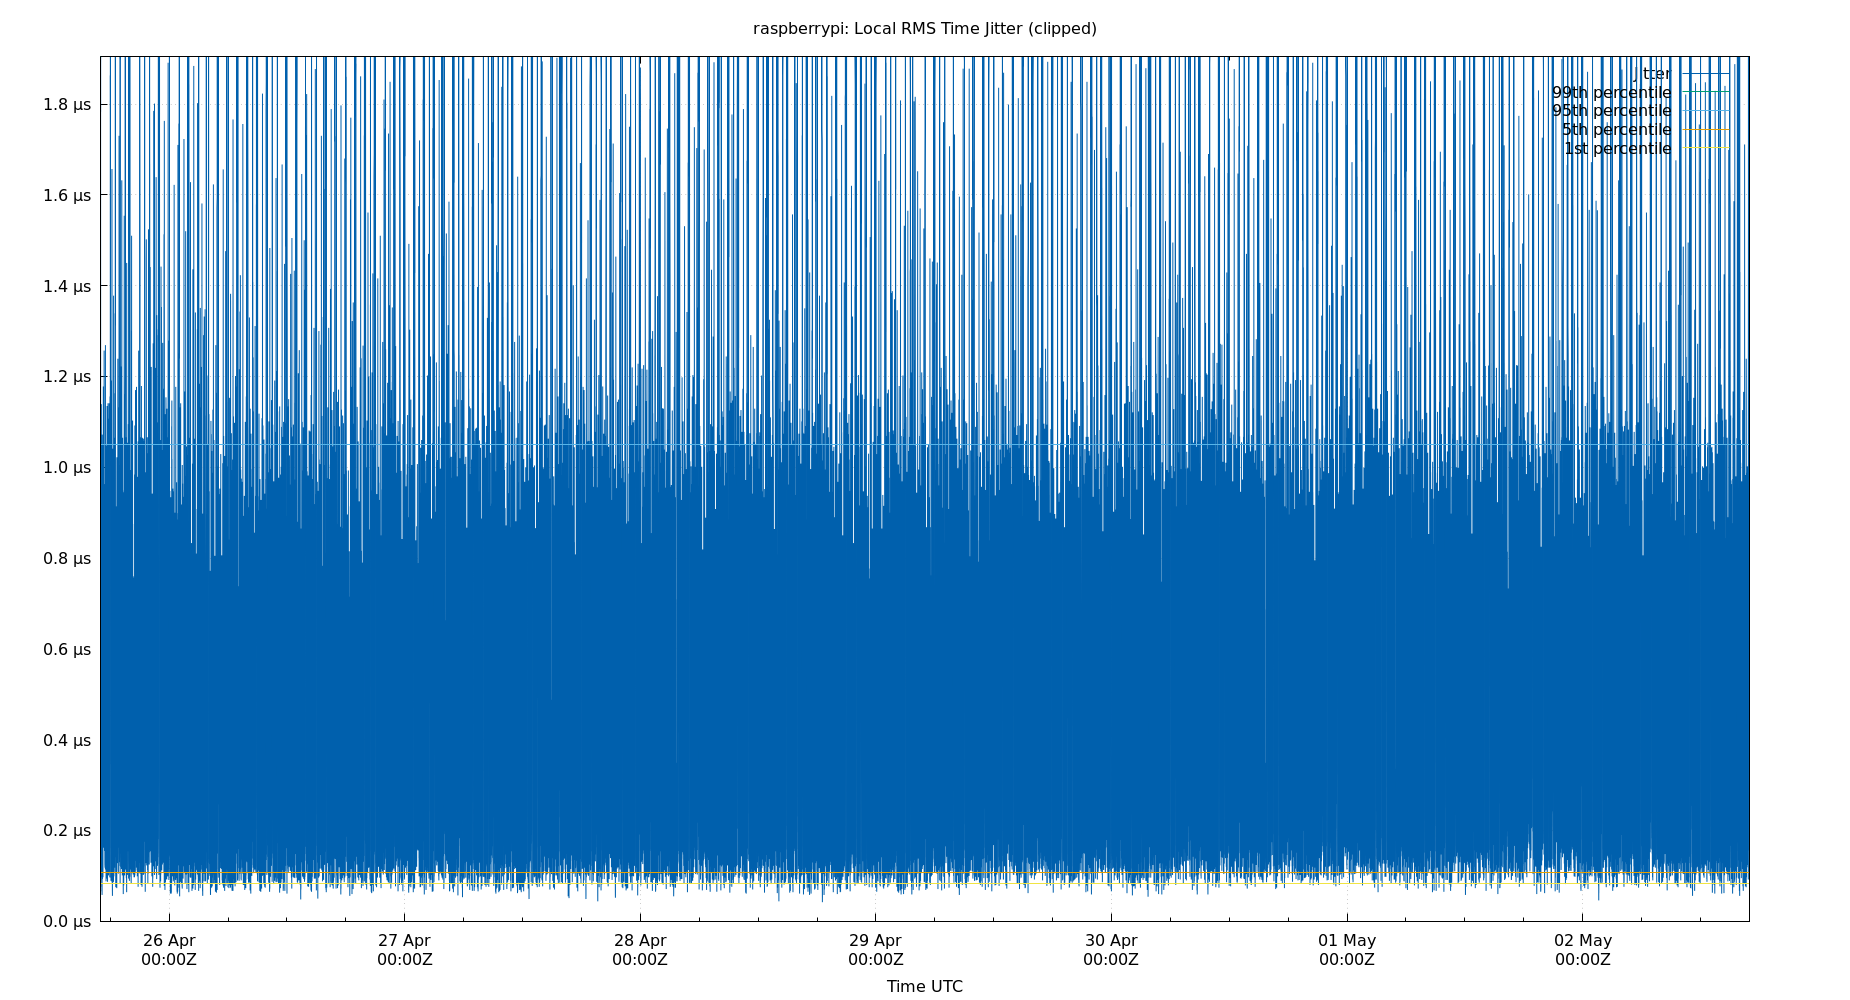 raspberrypi: Local RMS Time Jitter (clipped)
1.8 µs
1.6 µs
1.4 µs
1.2 µs
1.0 µs
0.8 µs
0.6 µs
0.4 µs
0.2 µs
0.0 µs
Jitter
99th percentile
95th percentile
5th percentile
1st percentile
26 Apr 27 Apr 28 Apr 29 Apr 30 Apr 01 May 02 May
00:00Z 00:00Z 00:00Z 00:00Z 00:00Z 00:00Z 00:00Z
Time UTC